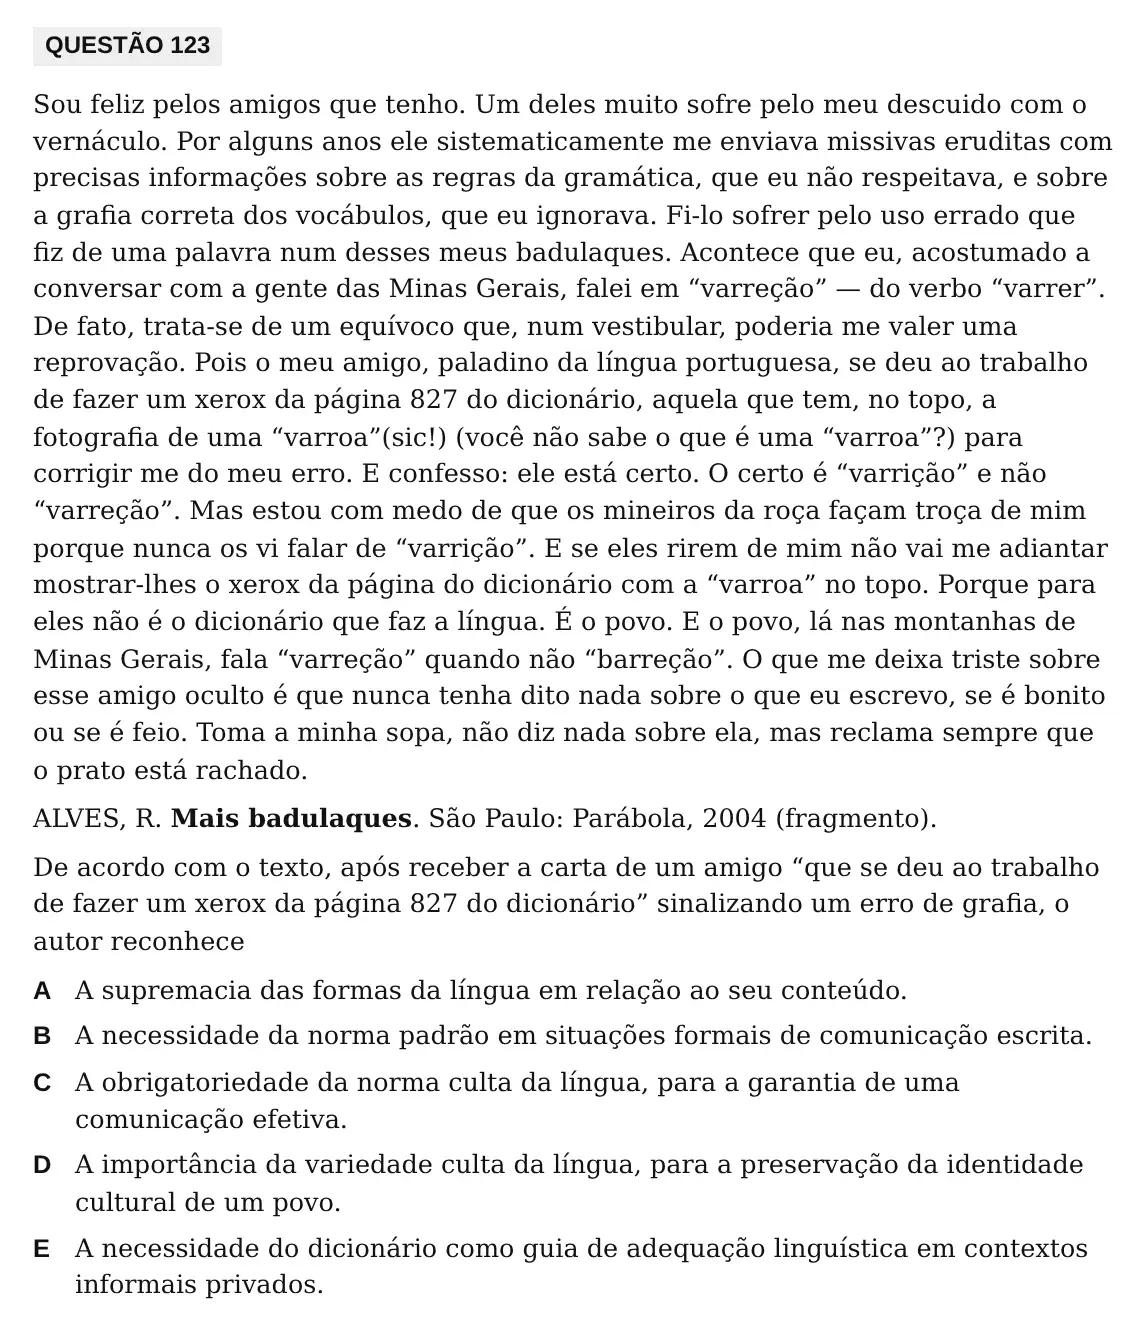 QUESTÃO 123
Sou feliz pelos amigos que tenho. Um deles muito sofre pelo meu descuido com o
vernáculo. Por alguns anos ele sistematicamente me enviava missivas eruditas com
precisas informações sobre as regras da gramática, que eu não respeitava, e sobre
a grafia correta dos vocábulos, que eu ignorava. Fi-lo sofrer pelo uso errado que
fiz de uma palavra num desses meus badulaques. Acontece que eu, acostumado a
conversar com a gente das Minas Gerais, falei em “varreção” — do verbo “varrer”.
De fato, trata-se de um equívoco que, num vestibular, poderia me valer uma
reprovação. Pois o meu amigo, paladino da língua portuguesa, se deu ao trabalho
de fazer um xerox da página 827 do dicionário, aquela que tem, no topo, a
fotografia de uma “varroa”(sic!) (você não sabe o que é uma “varroa”?) para
corrigir me do meu erro. E confesso: ele está certo. O certo é “varrição” e não
“varreção”. Mas estou com medo de que os mineiros da roça façam troça de mim
porque nunca os vi falar de “varrição”. E se eles rirem de mim não vai me adiantar
mostrar-lhes o xerox da página do dicionário com a “varroa” no topo. Porque para
eles não é o dicionário que faz a língua. É o povo. E o povo, lá nas montanhas de
Minas Gerais, fala “varreção” quando não “barreção”. O que me deixa triste sobre
esse amigo oculto é que nunca tenha dito nada sobre o que eu escrevo, se é bonito
ou se é feio. Toma a minha sopa, não diz nada sobre ela, mas reclama sempre que
o prato está rachado.
ALVES, R. Mais badulaques. São Paulo: Parábola, 2004 (fragmento).
De acordo com o texto, após receber a carta de um amigo “que se deu ao trabalho
de fazer um xerox da página 827 do dicionário” sinalizando um erro de grafia, o
autor reconhece
A A supremacia das formas da língua em relação ao seu conteúdo.
B A necessidade da norma padrão em situações formais de comunicação escrita.
C A obrigatoriedade da norma culta da língua, para a garantia de uma
comunicação efetiva.
D A importância da variedade culta da língua, para a preservação da identidade
cultural de um povo.
E A necessidade do dicionário como guia de adequação linguística em contextos
informais privados.